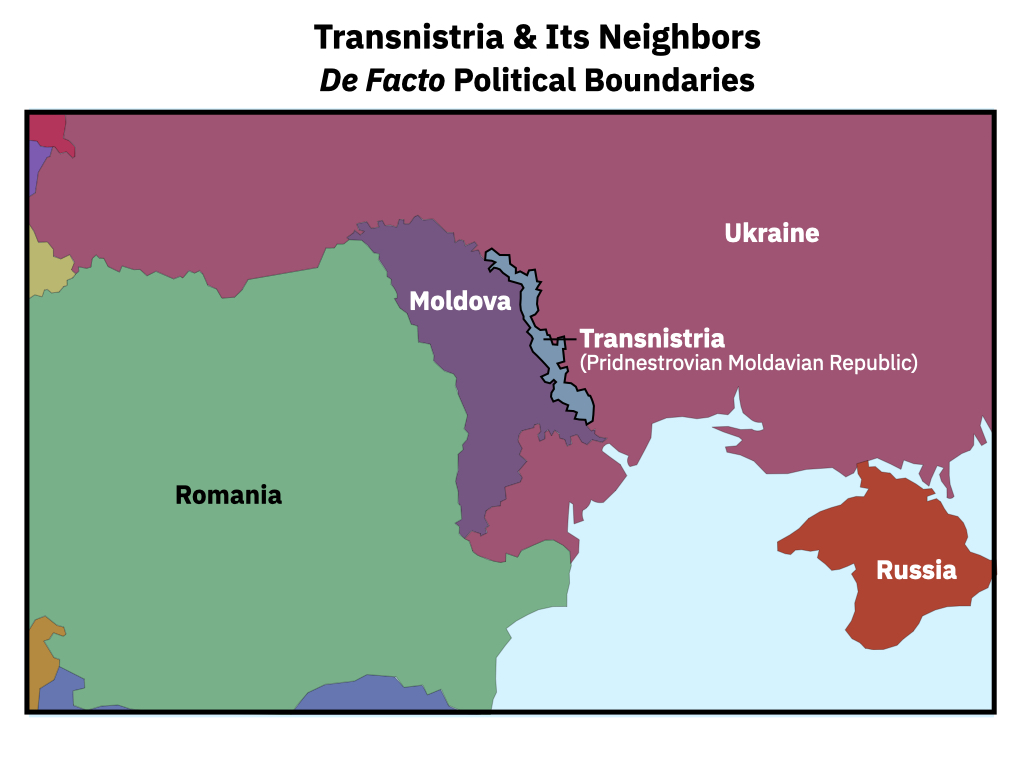 Transnistria & Its Neighbors
De Facto Political Boundaries
Ukraine
Moldova
Transnistria
(Pridnestrovian Moldavian Republic)
Romania
Russia